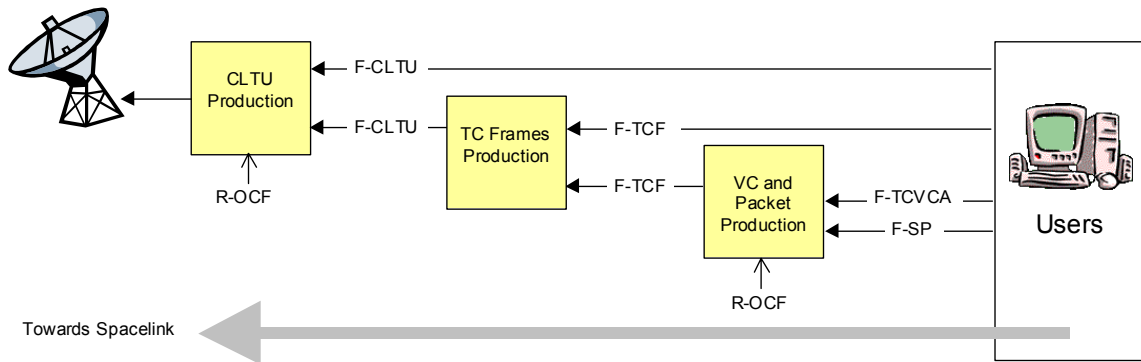 F-CLTU
CLTU
Production
F-CLTU
F-TCF
TC Frames
Production
F-TCF
VC and
Packet
Production
F-TCVCA
F-SP
Users
R-OCF
R-OCF
Towards Spacelink